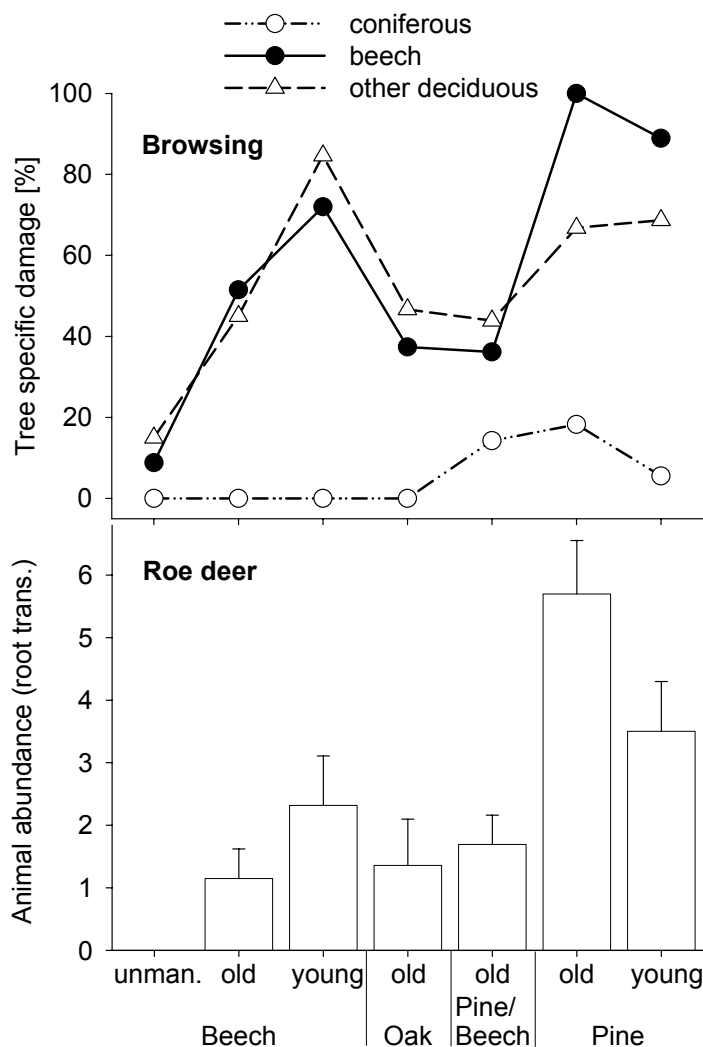 coniferous
beech
other deciduous
Browsing
Tree specific damage [%]
100
80
60
40
20
0
Roe deer
Animal abundance (root trans.)
6
5
4
3
2
1
0
unman. old young old old old young
Beech Oak Pine/
Beech Pine